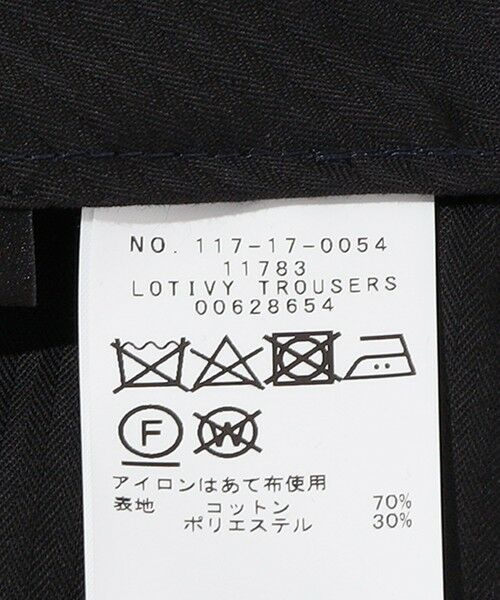 NO. 117-17-0054
11783
LOTIVY TROUSERS
00628654
F W
アイロンはあて布使用
表地 コットン 70%
ポリエステル 30%